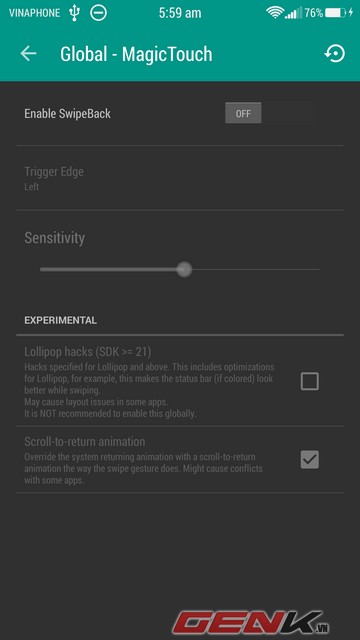 VINAPHONE 5:59 am 76%
Global - MagicTouch
Enable SwipeBack OFF
Trigger Edge
Left
Sensitivity
EXPERIMENTAL
Lollipop hacks (SDK >= 21)
Hacks specified for Lollipop and above. This includes optimizations
for Lollipop, for example, this makes the status bar (if colored) look
better while swiping.
May cause layout issues in some apps.
It is NOT recommended to enable this globally.
Scroll-to-return animation
Override the system returning animation with a scroll-to-return
animation the way the swipe gesture does. Might cause conflicts
with some apps.
GENK.VN